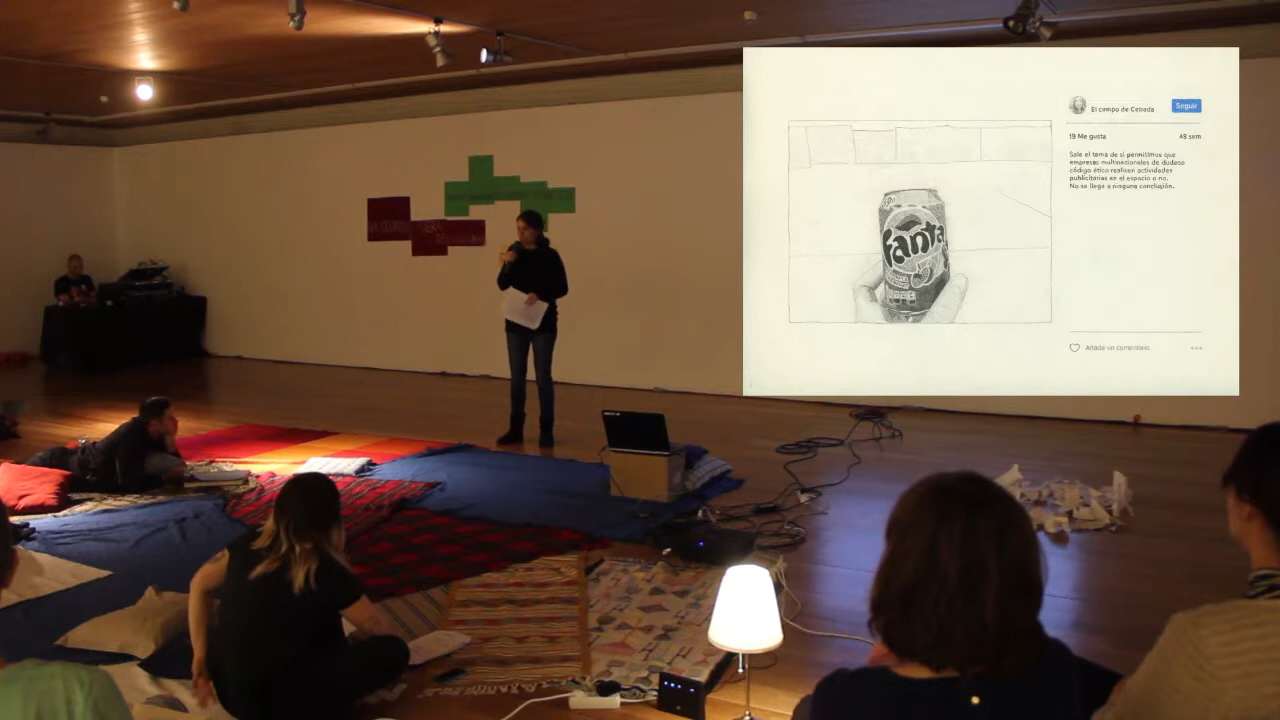 El campo de Cebada
Seguir
19 Me gusta
48 sem
Sale el tema de si permitimos que
empresas multinacionales de dudoso
código ético realicen actividades
publicitarias en el espacio o no.
No se llega a ninguna conclusión.
fanta
Añade un comentario